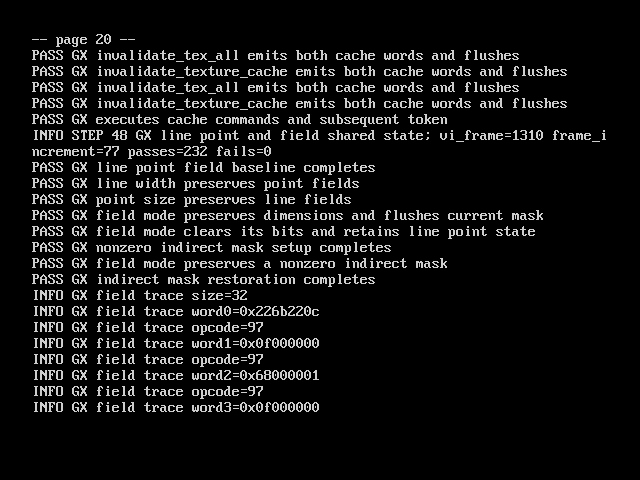 -- page 20 --
PASS GX invalidate_tex_all emits both cache words and flushes
PASS GX invalidate_texture_cache emits both cache words and flushes
PASS GX invalidate_tex_all emits both cache words and flushes
PASS GX invalidate_texture_cache emits both cache words and flushes
PASS GX executes cache commands and subsequent token
INFO STEP 48 GX line point and field shared state; vi_frame=1310 frame_i
ncrement=77 passes=232 fails=0
PASS GX line point field baseline completes
PASS GX line width preserves point fields
PASS GX point size preserves line fields
PASS GX field mode preserves dimensions and flushes current mask
PASS GX field mode clears its bits and retains line point state
PASS GX nonzero indirect mask setup completes
PASS GX field mode preserves a nonzero indirect mask
PASS GX indirect mask restoration completes
INFO GX field trace size=32
INFO GX field trace word0=0x226b220c
INFO GX field trace opcode=97
INFO GX field trace word1=0x0f000000
INFO GX field trace opcode=97
INFO GX field trace word2=0x68000001
INFO GX field trace opcode=97
INFO GX field trace word3=0x0f000000